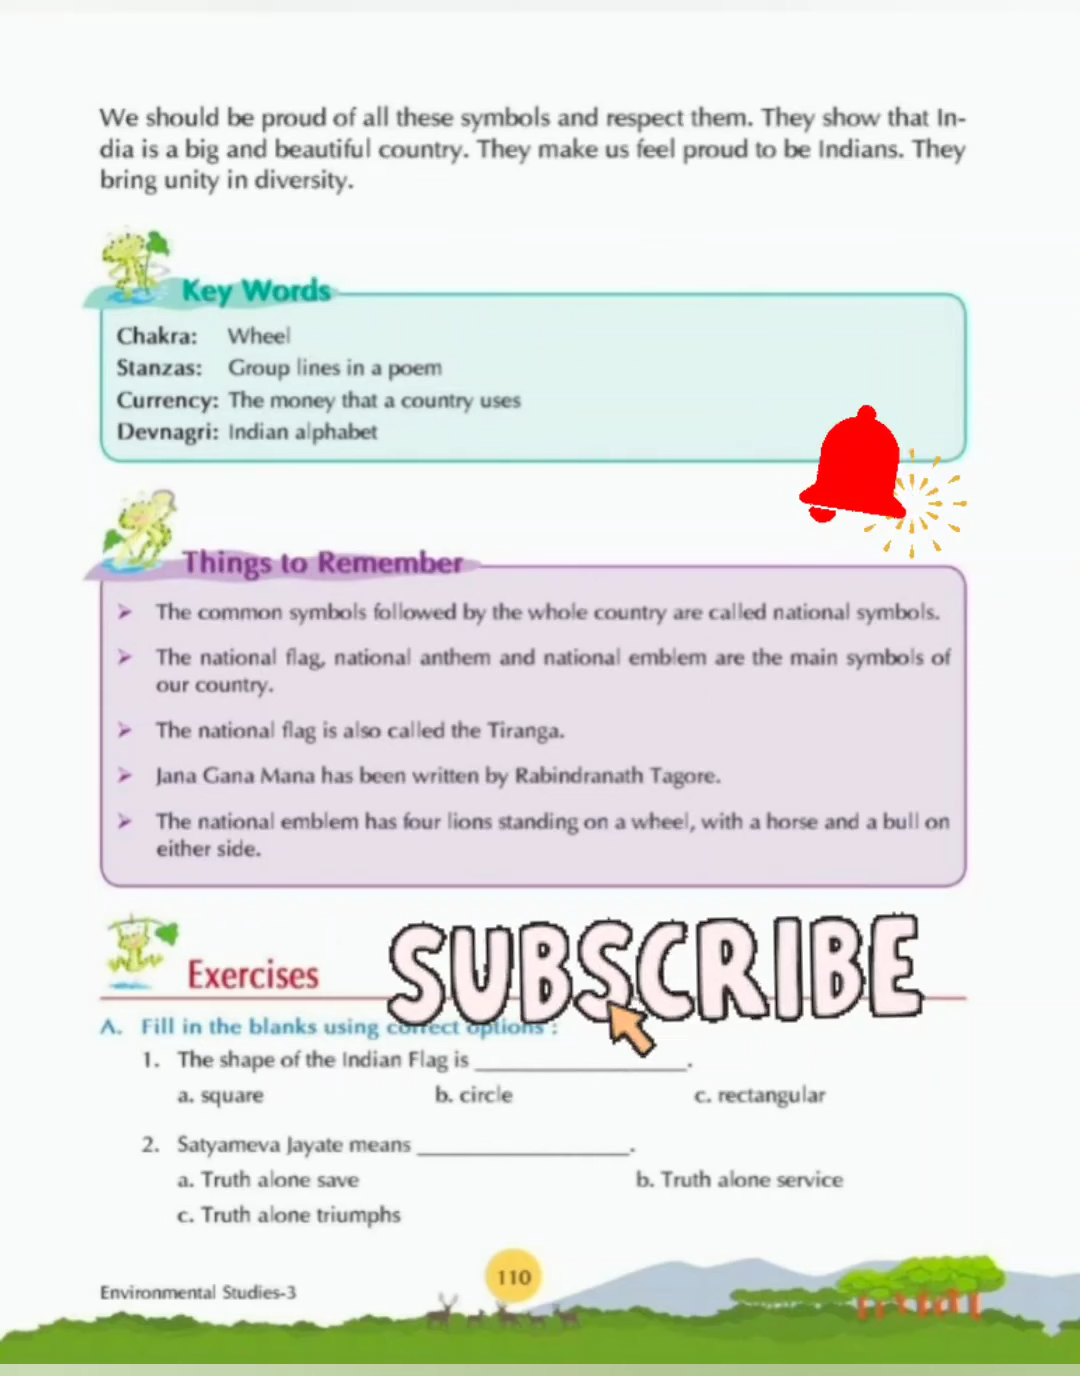 We should be proud of all these symbols and respect them. They show that In-
dia is a big and beautiful country. They make us feel proud to be Indians. They
bring unity in diversity.
Key Words
Chakra: Wheel
Stanzas: Group lines in a poem
Currency: The money that a country uses
Devnagri: Indian alphabet
Things to Remember
➢ The common symbols followed by the whole country are called national symbols.
➢ The national flag, national anthem and national emblem are the main symbols of
our country.
➢ The national flag is also called the Tiranga.
➢ Jana Gana Mana has been written by Rabindranath Tagore.
➢ The national emblem has four lions standing on a wheel, with a horse and a bull on
either side.
SUBSCRIBE
Exercises
A. Fill in the blanks using correct options :
1. The shape of the Indian Flag is ____________________.
a. square b. circle c. rectangular
2. Satyameva Jayate means ____________________.
a. Truth alone save b. Truth alone service
c. Truth alone triumphs
110
Environmental Studies-3